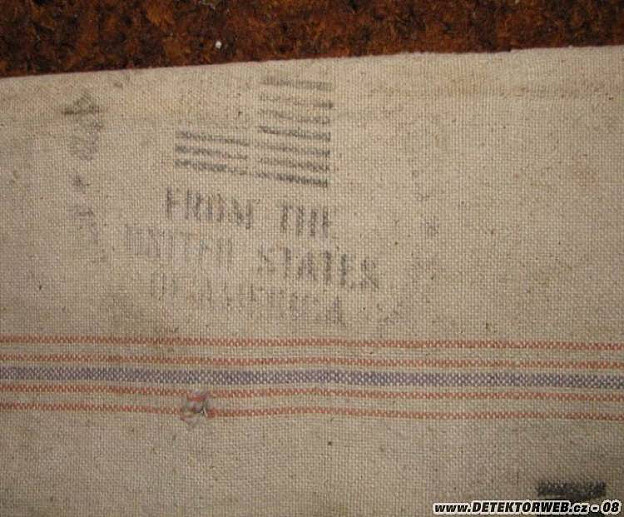 FROM THE
UNITED STATES
OF AMERICA
www.DETEKTORWEB.cz - 08